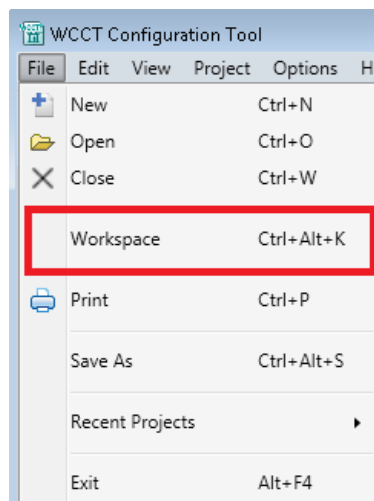 WCCT Configuration Tool
File Edit View Project Options H
New Ctrl+N
Open Ctrl+O
Close Ctrl+W
Workspace Ctrl+Alt+K
Print Ctrl+P
Save As Ctrl+Alt+S
Recent Projects
Exit Alt+F4